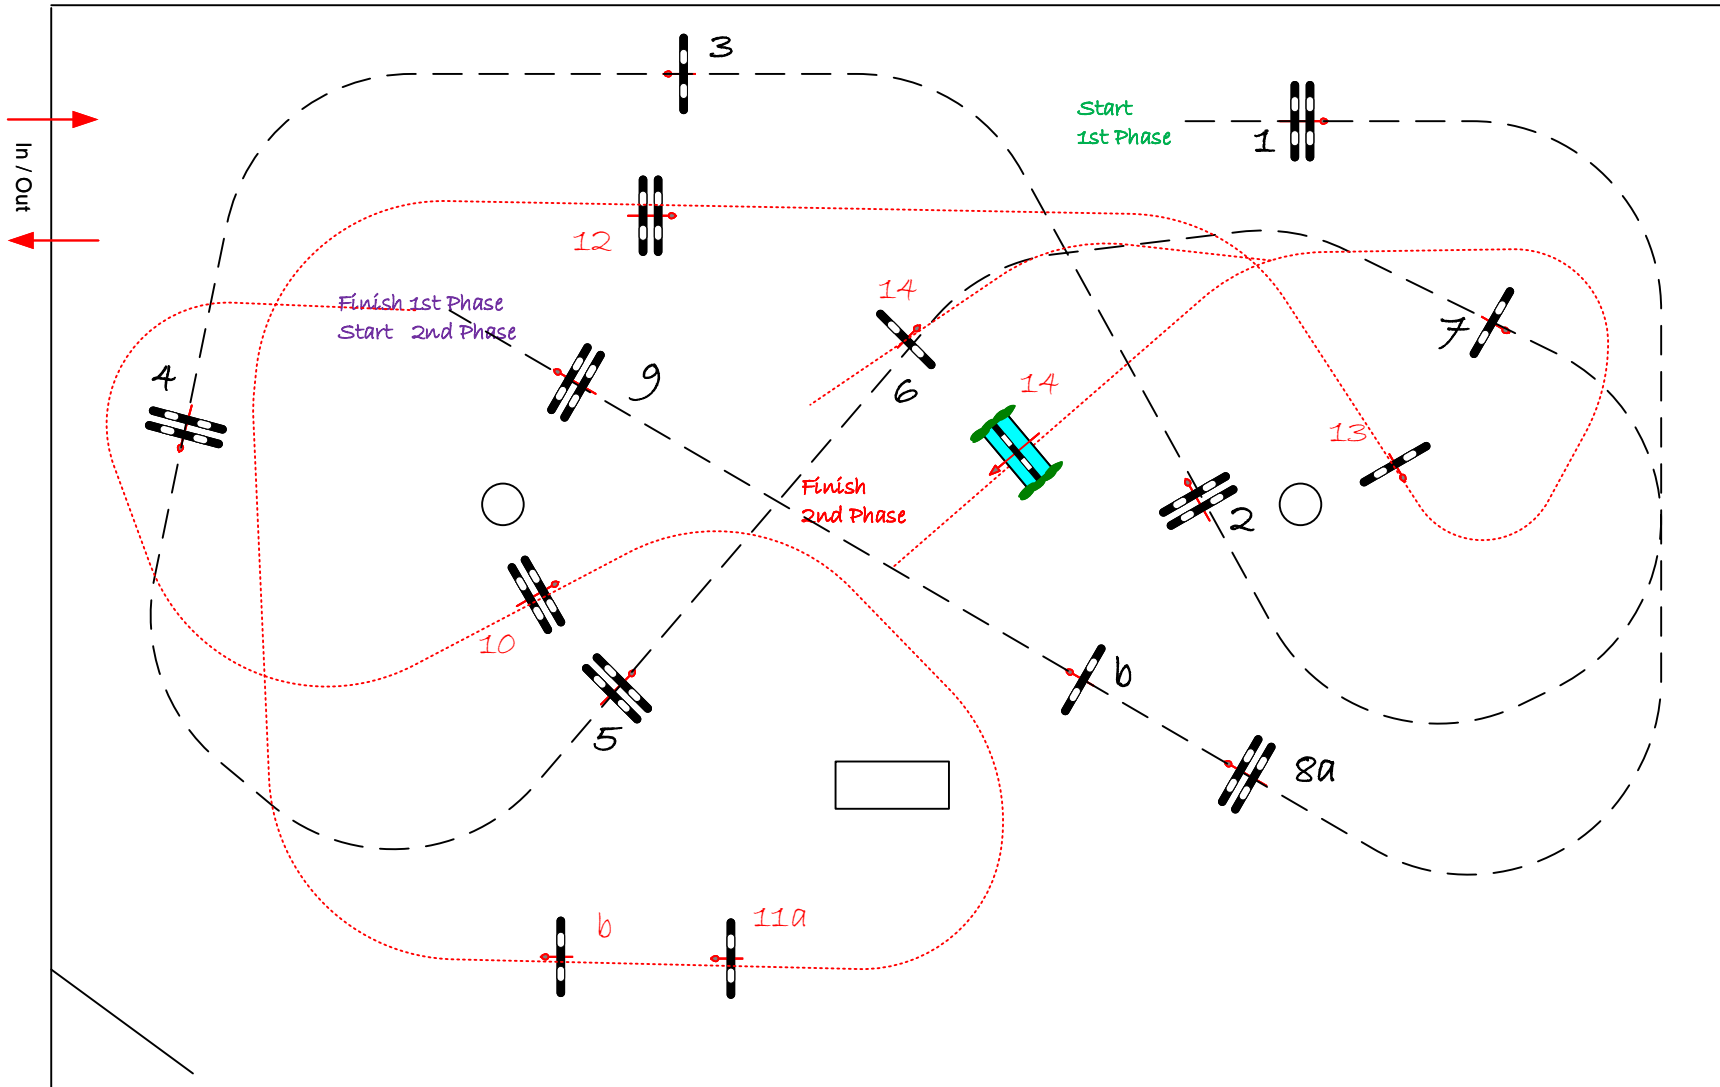 3
Start
1st Phase
1
In / Out
12
Finish 1st Phase
Start 2nd Phase
14
7
4
9
6
14
13
Finish
2nd Phase
2
10
b
5
8a
b
11a